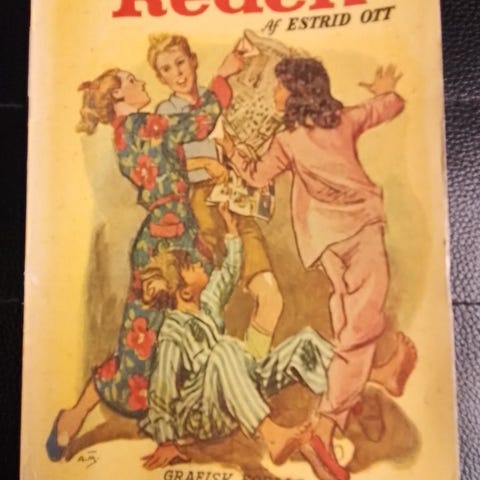 Reden
Af ESTRID OTT
GRAFISK FORLAG